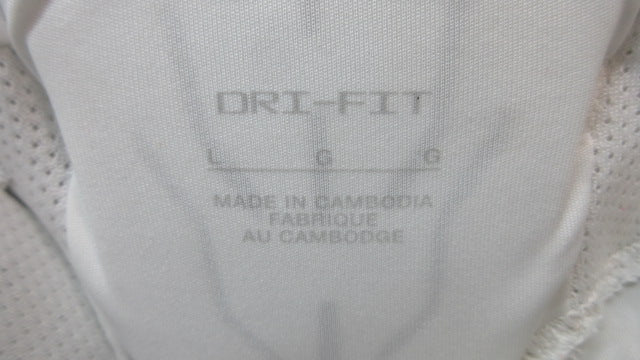 DRI-FIT
L G G
MADE IN CAMBODIA
FABRIQUE
AU CAMBODGE